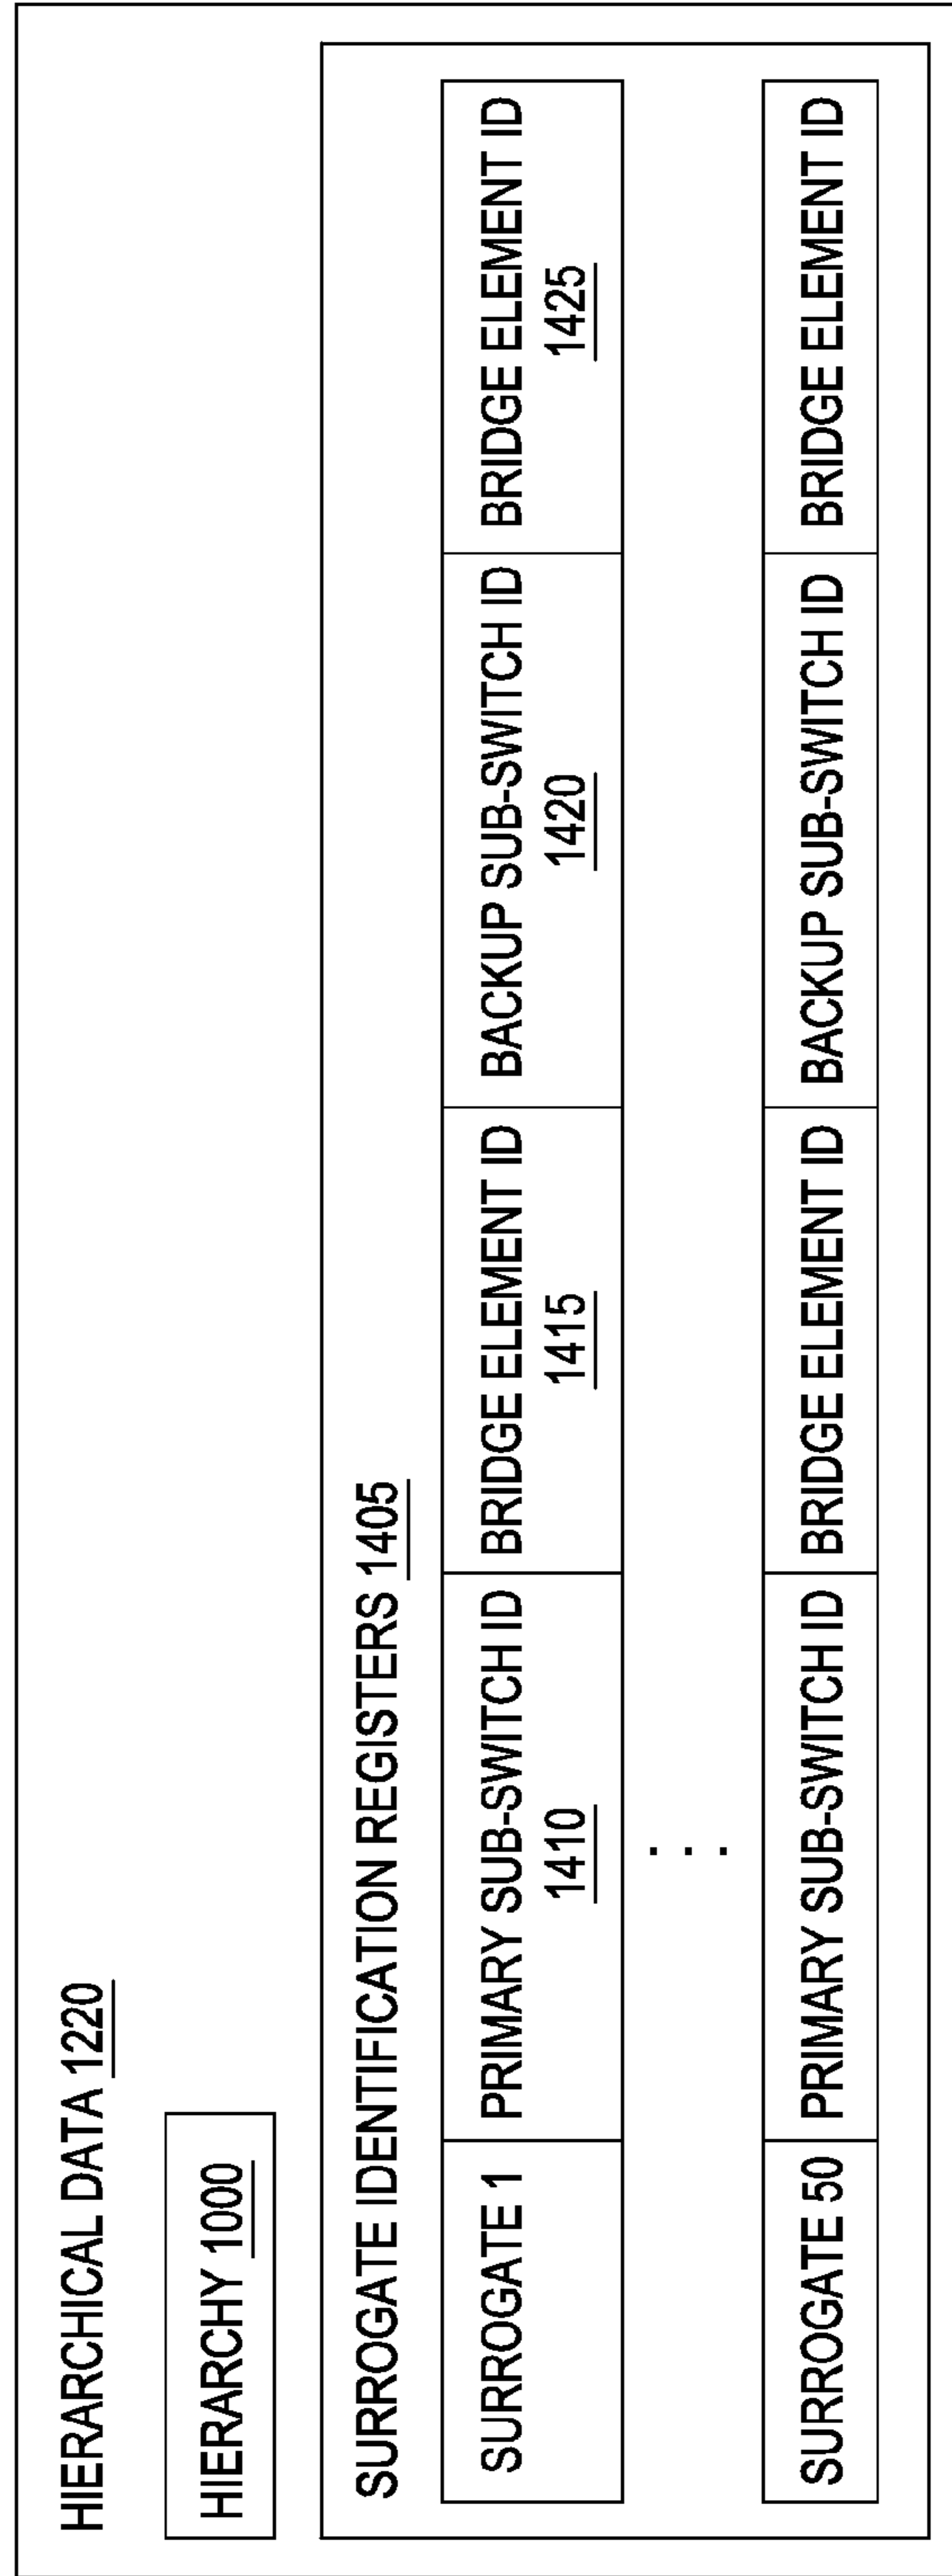 HIERARCHICAL DATA 1220
HIERARCHY 1000
SURROGATE IDENTIFICATION REGISTERS 1405
SURROGATE 1 PRIMARY SUB-SWITCH ID BRIDGE ELEMENT ID BACKUP SUB-SWITCH ID BRIDGE ELEMENT ID
1410 1415 1420 1425
. . .
SURROGATE 50 PRIMARY SUB-SWITCH ID BRIDGE ELEMENT ID BACKUP SUB-SWITCH ID BRIDGE ELEMENT ID